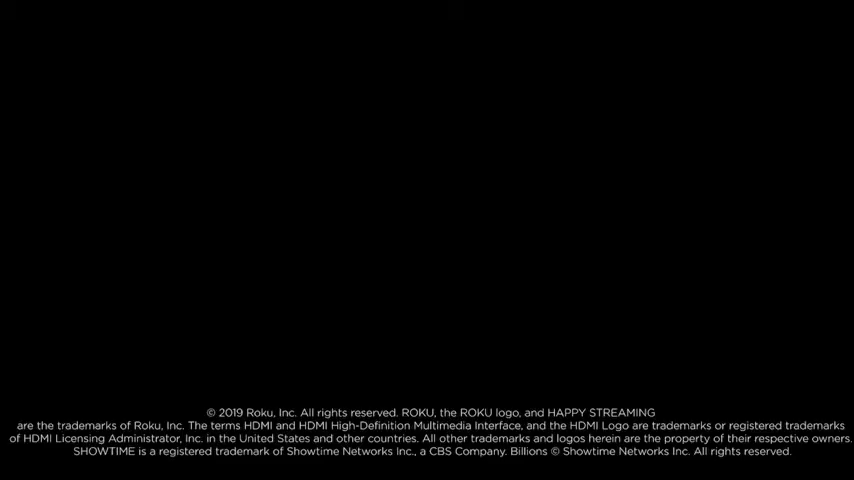 © 2019 Roku, Inc. All rights reserved. ROKU, the ROKU logo, and HAPPY STREAMING
are the trademarks of Roku, Inc. The terms HDMI and HDMI High-Definition Multimedia Interface, and the HDMI Logo are trademarks or registered trademarks
of HDMI Licensing Administrator, Inc. in the United States and other countries. All other trademarks and logos herein are the property of their respective owners.
SHOWTIME is a registered trademark of Showtime Networks Inc., a CBS Company. Billions © Showtime Networks Inc. All rights reserved.